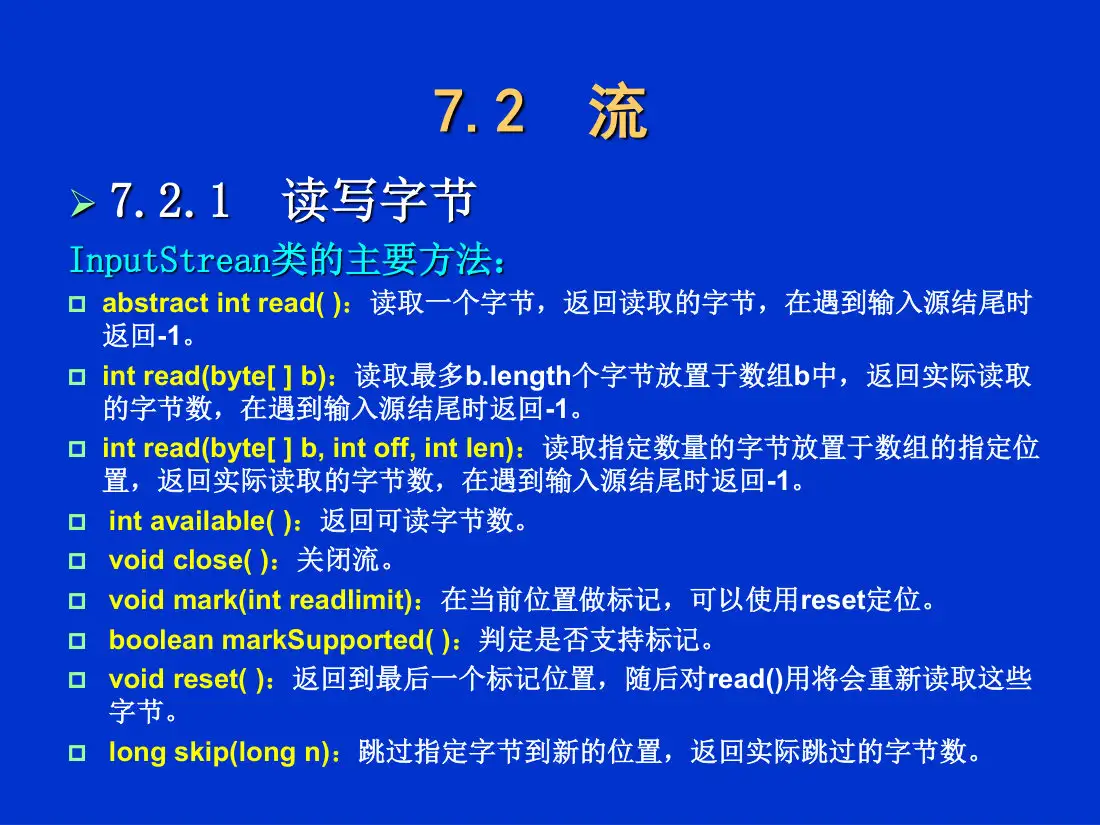 7.2 流
7.2.1 读写字节
InputStrean类的主要方法：
abstract int read( )：读取一个字节，返回读取的字节，在遇到输入源结尾时
返回-1。
int read(byte[ ] b)：读取最多b.length个字节放置于数组b中，返回实际读取
的字节数，在遇到输入源结尾时返回-1。
int read(byte[ ] b, int off, int len)：读取指定数量的字节放置于数组的指定位
置，返回实际读取的字节数，在遇到输入源结尾时返回-1。
int available( )：返回可读字节数。
void close( )：关闭流。
void mark(int readlimit)：在当前位置做标记，可以使用reset定位。
boolean markSupported( )：判定是否支持标记。
void reset( )：返回到最后一个标记位置，随后对read()用将会重新读取这些
字节。
long skip(long n)：跳过指定字节到新的位置，返回实际跳过的字节数。